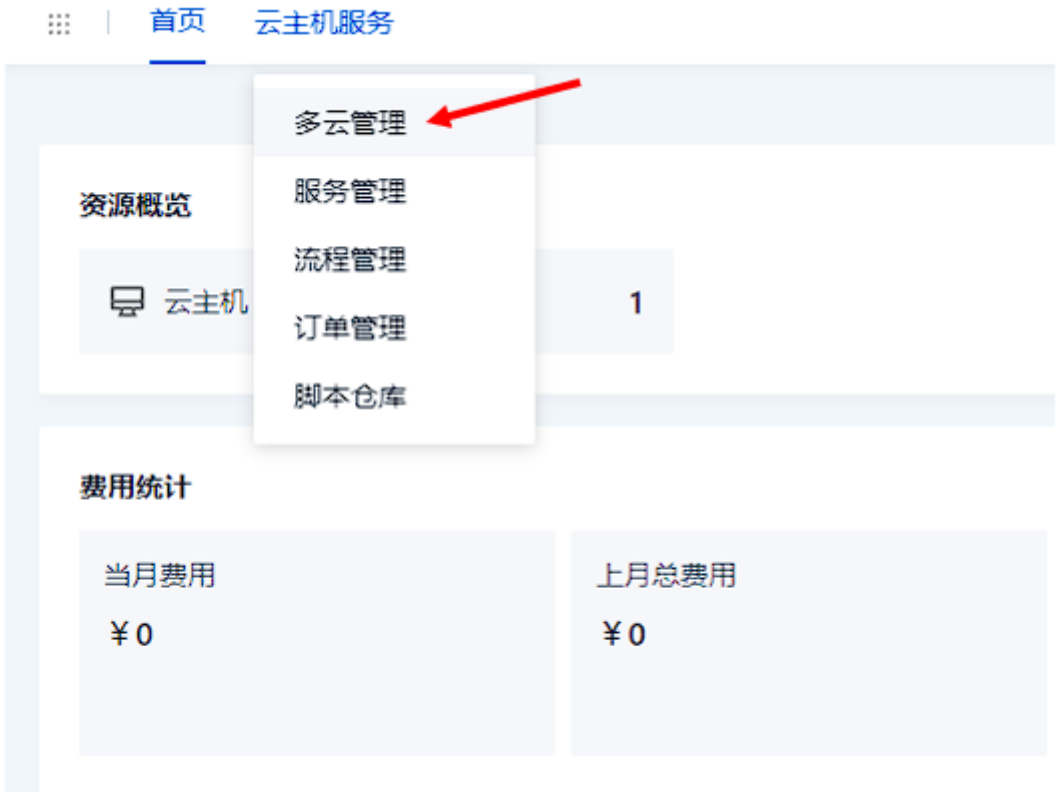 首页 云主机服务
多云管理
服务管理
流程管理
订单管理
脚本仓库
资源概览
云主机 1
费用统计
当月费用 上月总费用
¥0 ¥0